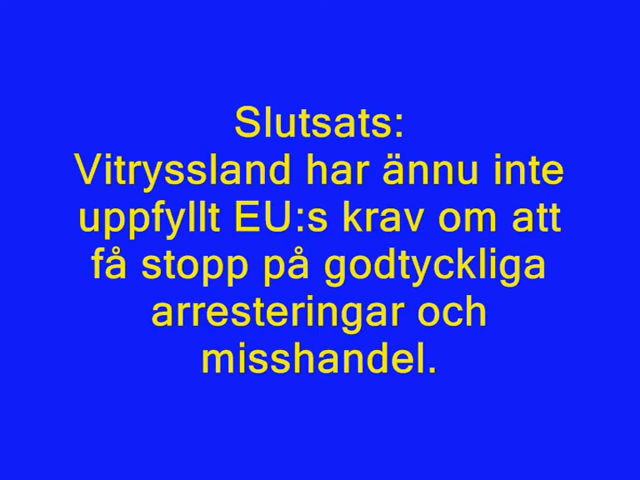 Slutsats:
Vitryssland har ännu inte
uppfyllt EU:s krav om att
få stopp på godtyckliga
arresteringar och
misshandel.